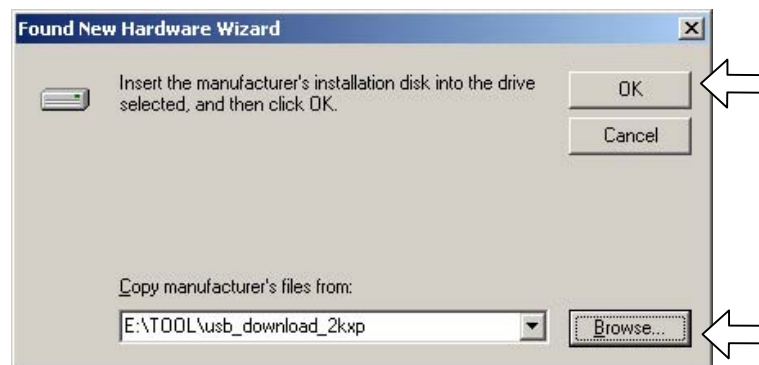 Found New Hardware Wizard
Insert the manufacturer's installation disk into the drive
selected, and then click OK.
OK
Cancel
Copy manufacturer's files from:
E:\TOOL\usb_download_2kxp
Browse...